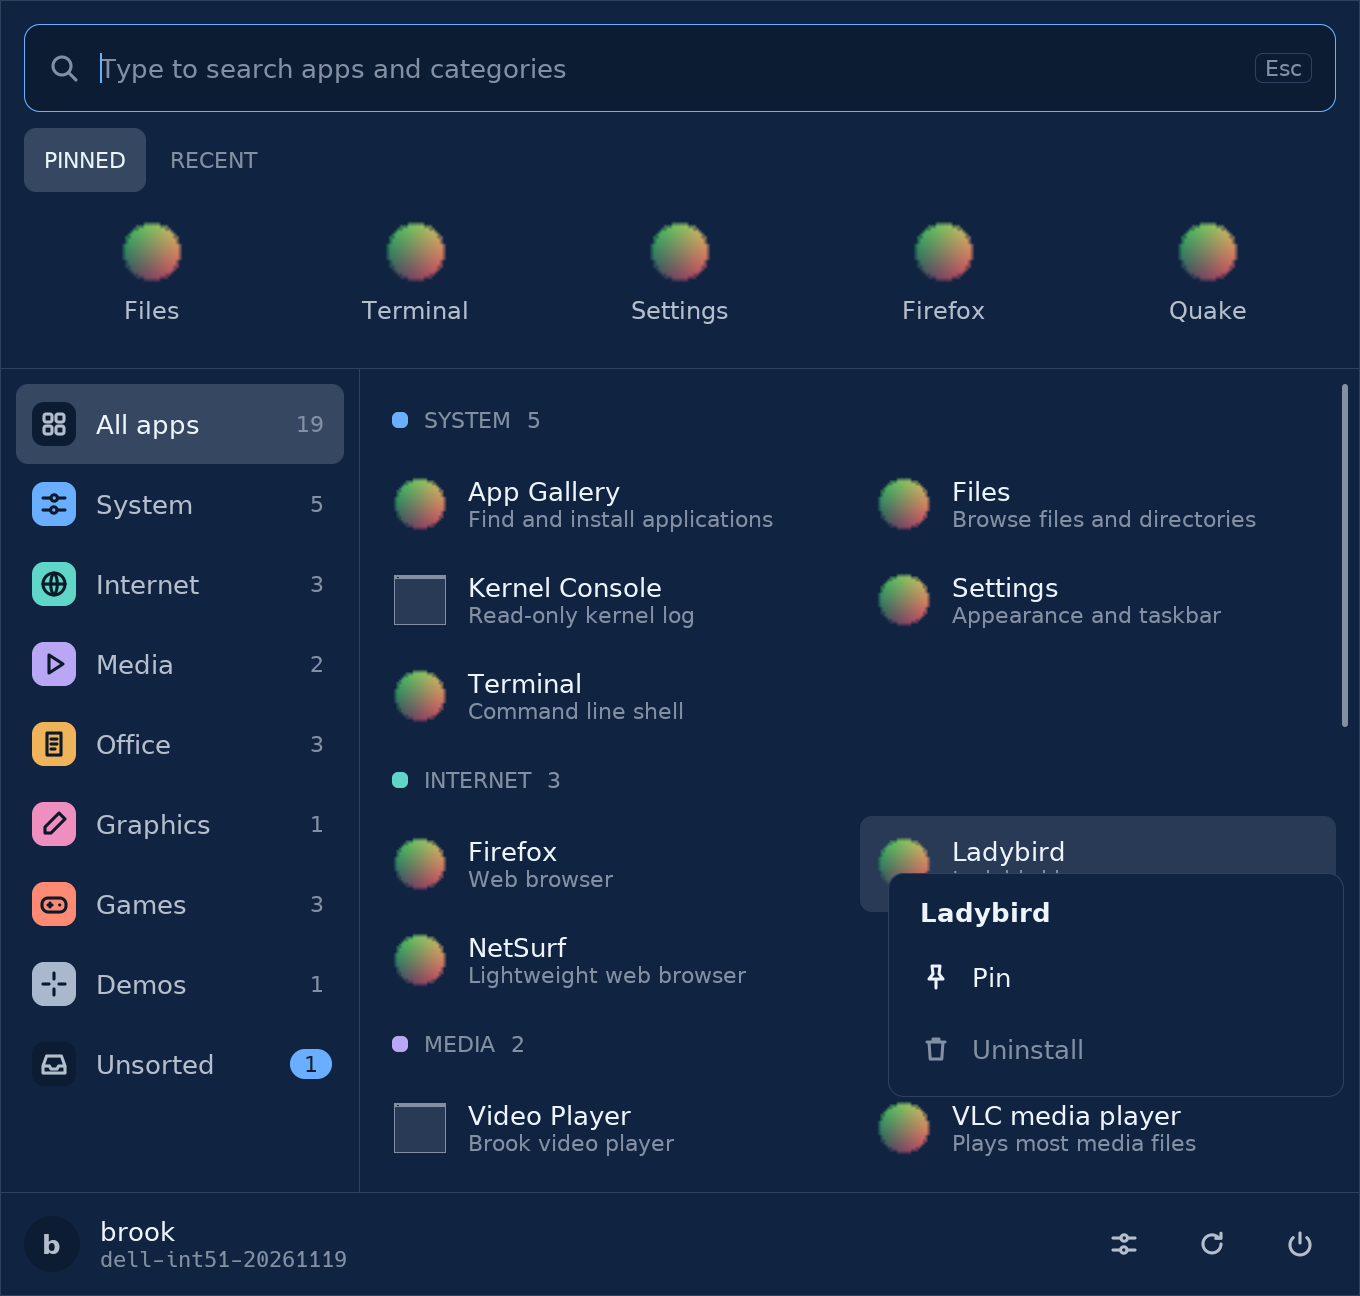 Type to search apps and categories
Esc
PINNED
RECENT
Files
Terminal
Settings
Firefox
Quake
All apps 19
System 5
Internet 3
Media 2
Office 3
Graphics 1
Games 3
Demos 1
Unsorted 1
SYSTEM 5
App Gallery
Find and install applications
Files
Browse files and directories
Kernel Console
Read-only kernel log
Settings
Appearance and taskbar
Terminal
Command line shell
INTERNET 3
Firefox
Web browser
Ladybird
NetSurf
Lightweight web browser
Ladybird
Pin
Uninstall
MEDIA 2
Video Player
Brook video player
VLC media player
Plays most media files
b
brook
dell-int51-20261119